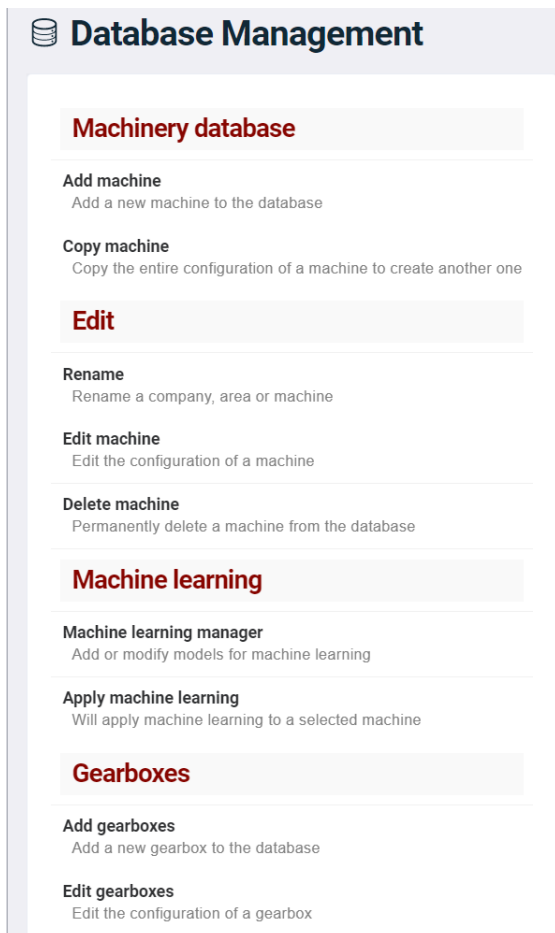 Database Management
Machinery database
Add machine
Add a new machine to the database
Copy machine
Copy the entire configuration of a machine to create another one
Edit
Rename
Rename a company, area or machine
Edit machine
Edit the configuration of a machine
Delete machine
Permanently delete a machine from the database
Machine learning
Machine learning manager
Add or modify models for machine learning
Apply machine learning
Will apply machine learning to a selected machine
Gearboxes
Add gearboxes
Add a new gearbox to the database
Edit gearboxes
Edit the configuration of a gearbox